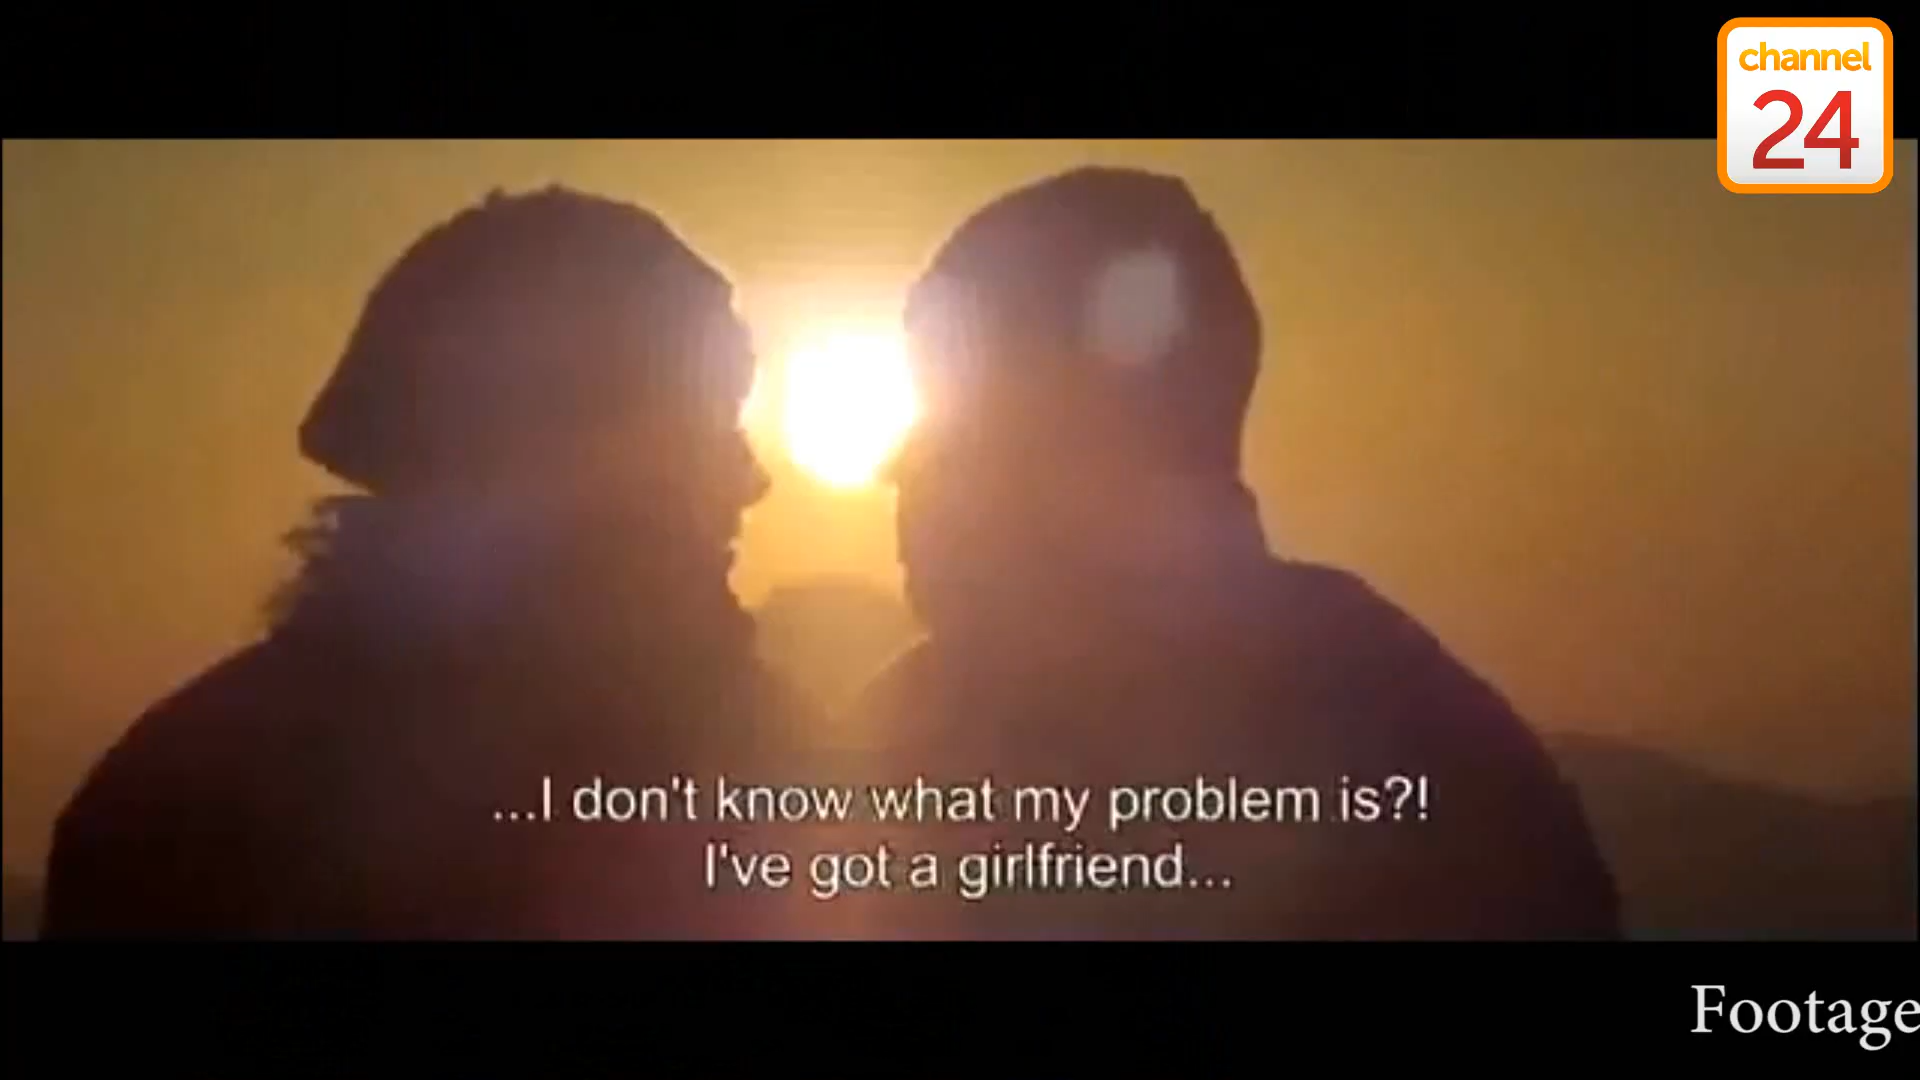 channel
24
...I don't know what my problem is?!
I've got a girlfriend...
Footage